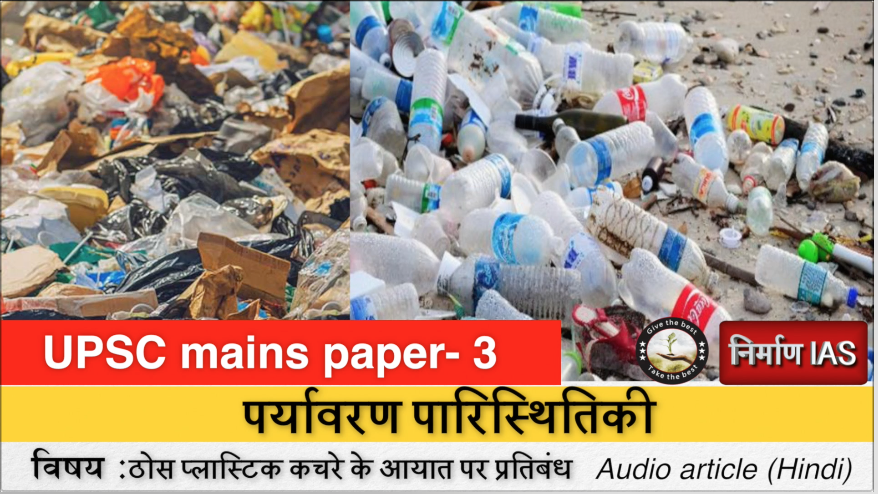 UPSC mains paper- 3
Give the best
Take the best
निर्माण IAS
पर्यावरण पारिस्थितिकी
विषय :ठोस प्लास्टिक कचरे के आयात पर प्रतिबंध Audio article (Hindi)